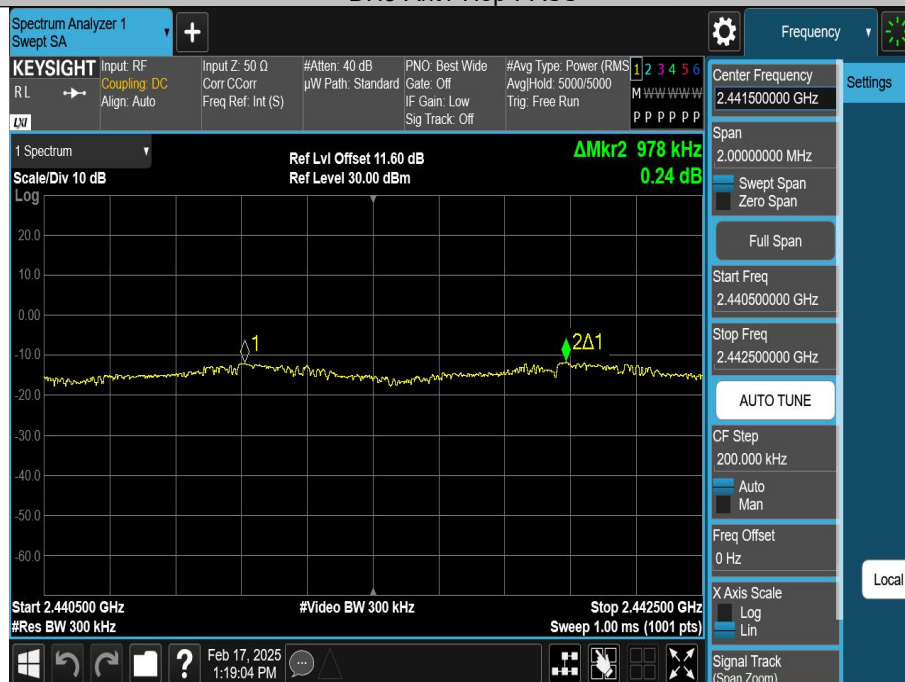 Spectrum Analyzer 1
Swept SA
+
Frequency
KEYSIGHT
RL
LXI
Input: RF
Coupling: DC
Align: Auto
Input Z: 50 Ω
Corr CCorr
Freq Ref: Int (S)
#Atten: 40 dB
µW Path: Standard
PNO: Best Wide
Gate: Off
IF Gain: Low
Sig Track: Off
#Avg Type: Power (RMS
Avg|Hold: 5000/5000
Trig: Free Run
1 2 3 4 5 6
M W W W W W
P P P P P P
Center Frequency
2.441500000 GHz
Settings
1 Spectrum
Scale/Div 10 dB
Log
Ref Lvl Offset 11.60 dB
Ref Level 30.00 dBm
ΔMkr2 978 kHz
0.24 dB
20.0
10.0
0.00
-10.0
-20.0
-30.0
-40.0
-50.0
-60.0
1
2Δ1
Span
2.00000000 MHz
Swept Span
Zero Span
Full Span
Start Freq
2.440500000 GHz
Stop Freq
2.442500000 GHz
AUTO TUNE
CF Step
200.000 kHz
Auto
Man
Freq Offset
0 Hz
Local
X Axis Scale
Log
Lin
Signal Track
(Span Zoom)
Start 2.440500 GHz
#Res BW 300 kHz
#Video BW 300 kHz
Stop 2.442500 GHz
Sweep 1.00 ms (1001 pts)
?
Feb 17, 2025
1:19:04 PM